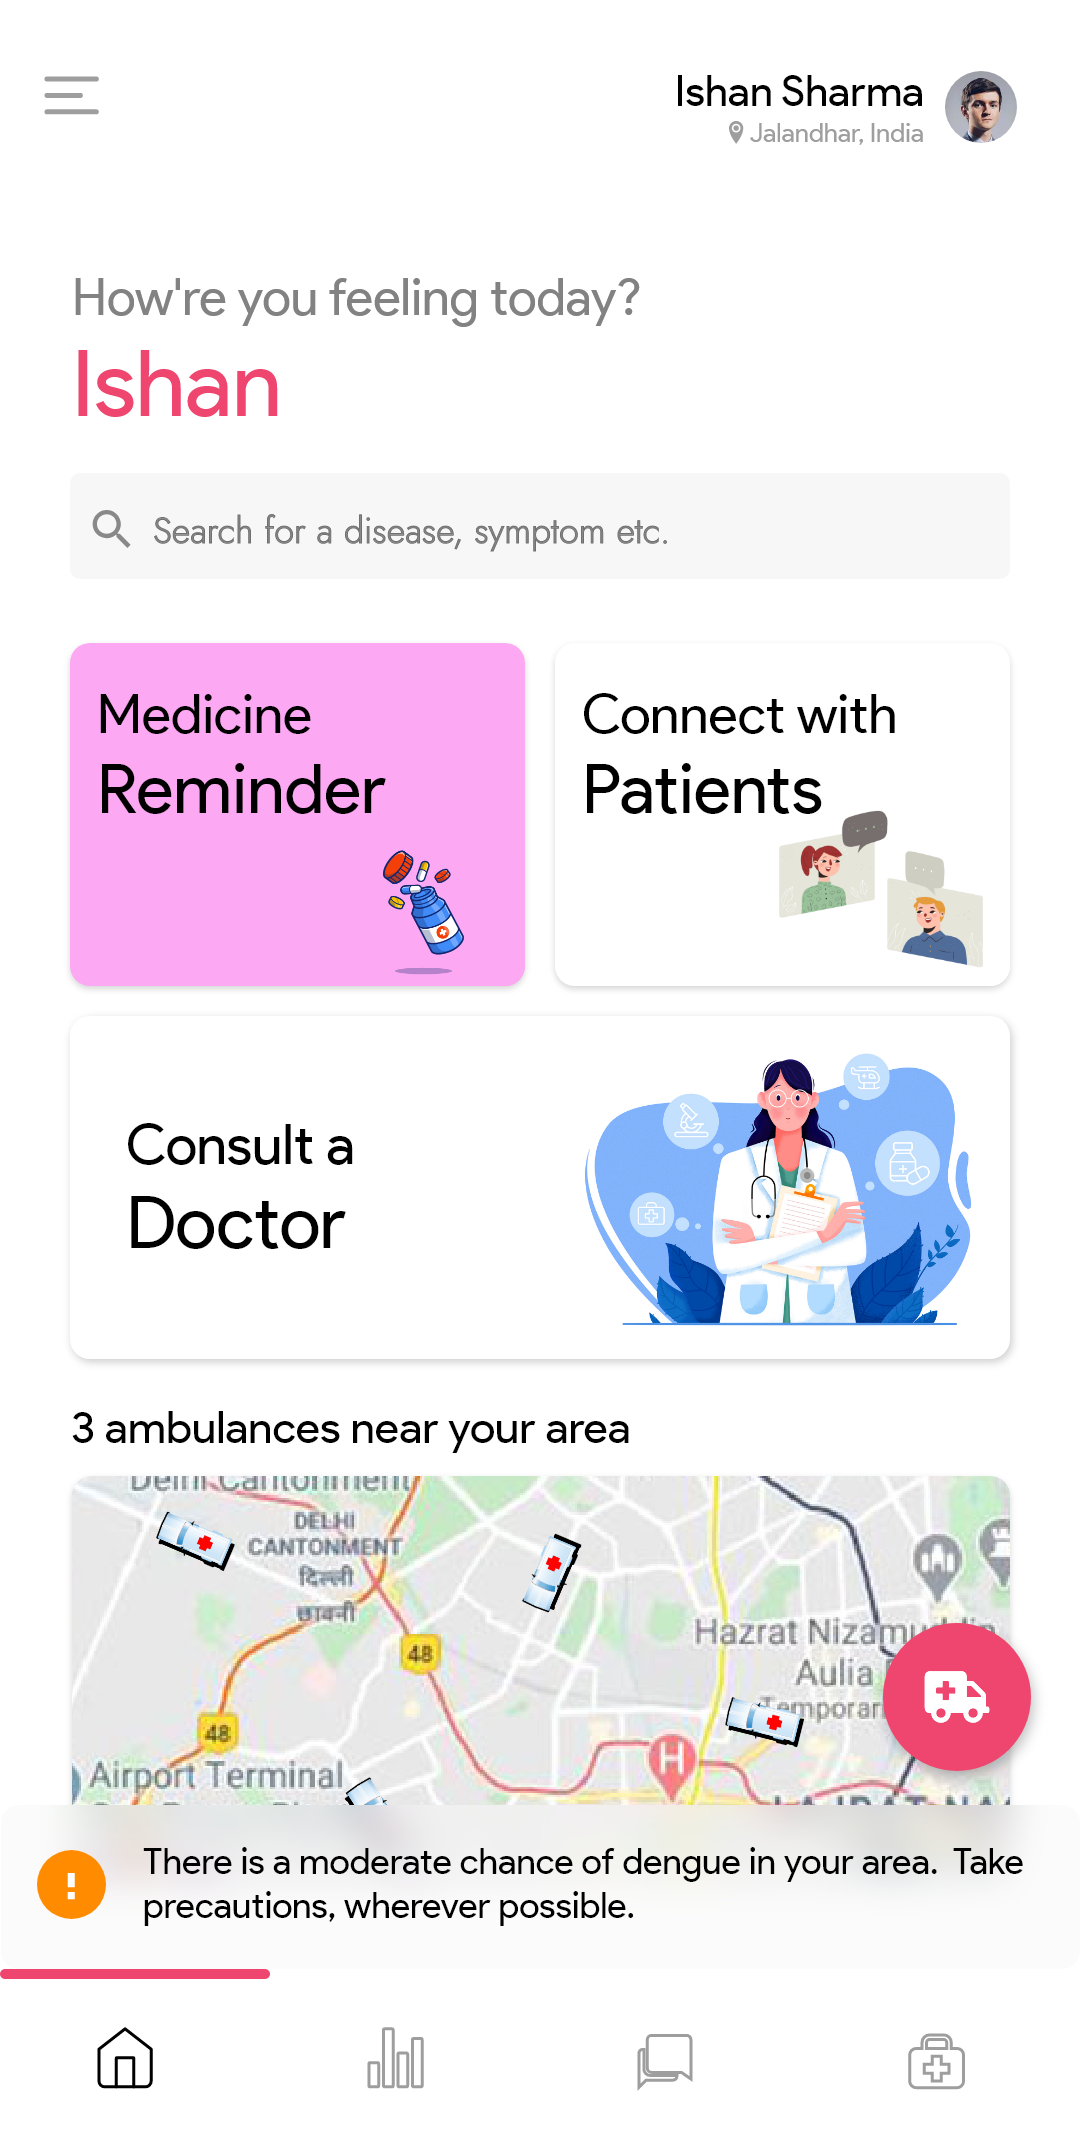 Ishan Sharma
Jalandhar, India
How're you feeling today?
Ishan
Search for a disease, symptom etc.
Medicine
Reminder
Connect with
Patients
Consult a
Doctor
3 ambulances near your area
Delhi Cantonment
DELHI
CANTONMENT
दिल्ली
छावनी
48
Hazrat
Aulia
48
H
Airport Terminal
There is a moderate chance of dengue in your area. Take
precautions, wherever possible.